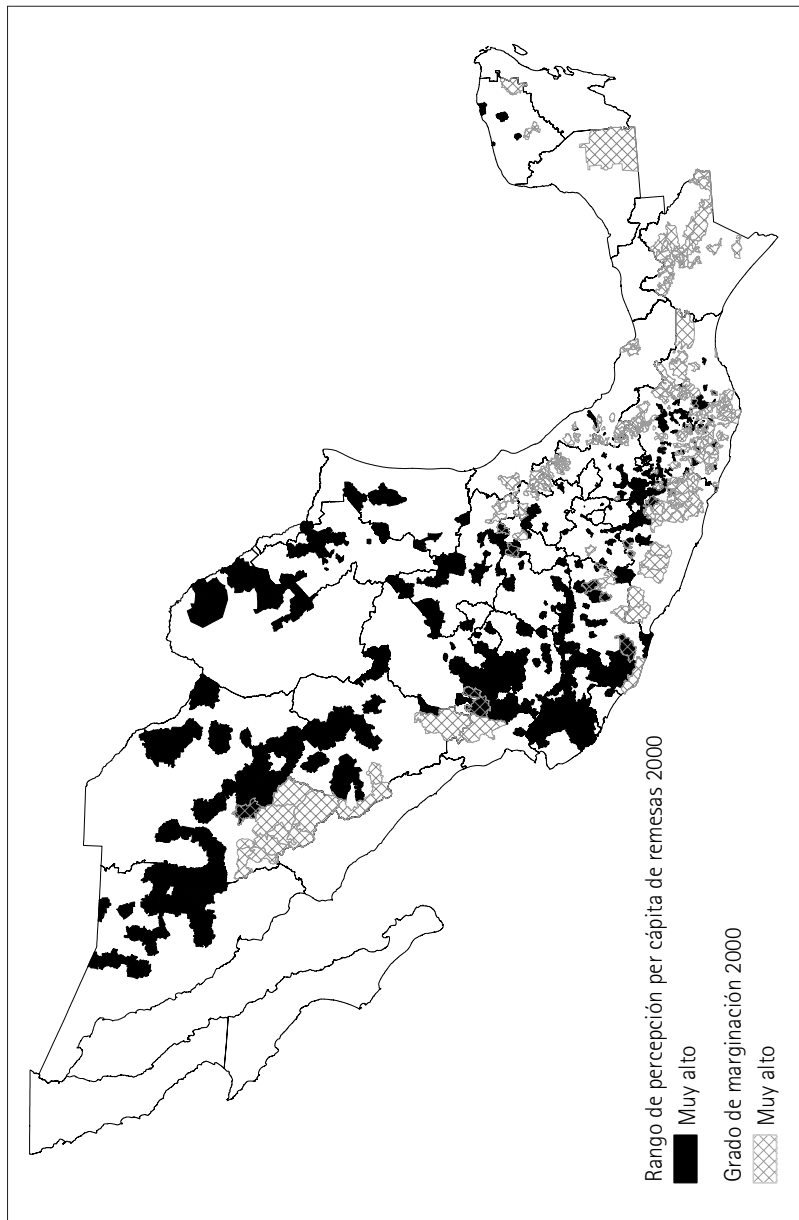 Rango de percepción per cápita de remesas 2000
Muy alto
Grado de marginación 2000
Muy alto